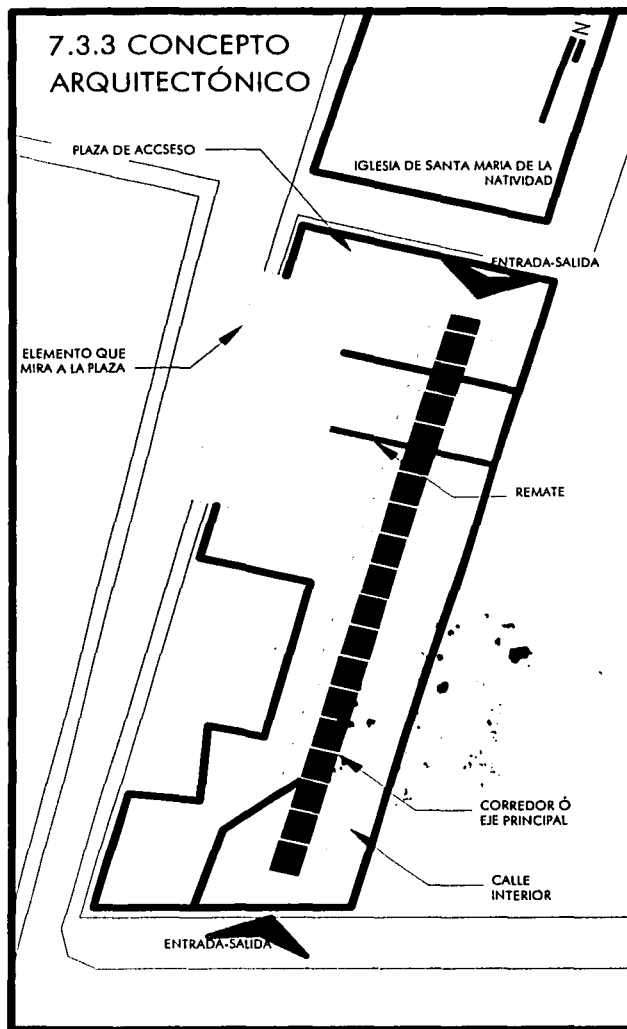 7.3.3 CONCEPTO
ARQUITECTÓNICO
N
PLAZA DE ACCSESO
IGLESIA DE SANTA MARIA DE LA
NATIVIDAD
ENTRADA-SALIDA
ELEMENTO QUE
MIRA A LA PLAZA
REMATE
CORREDOR Ó
EJE PRINCIPAL
CALLE
INTERIOR
ENTRADA-SALIDA